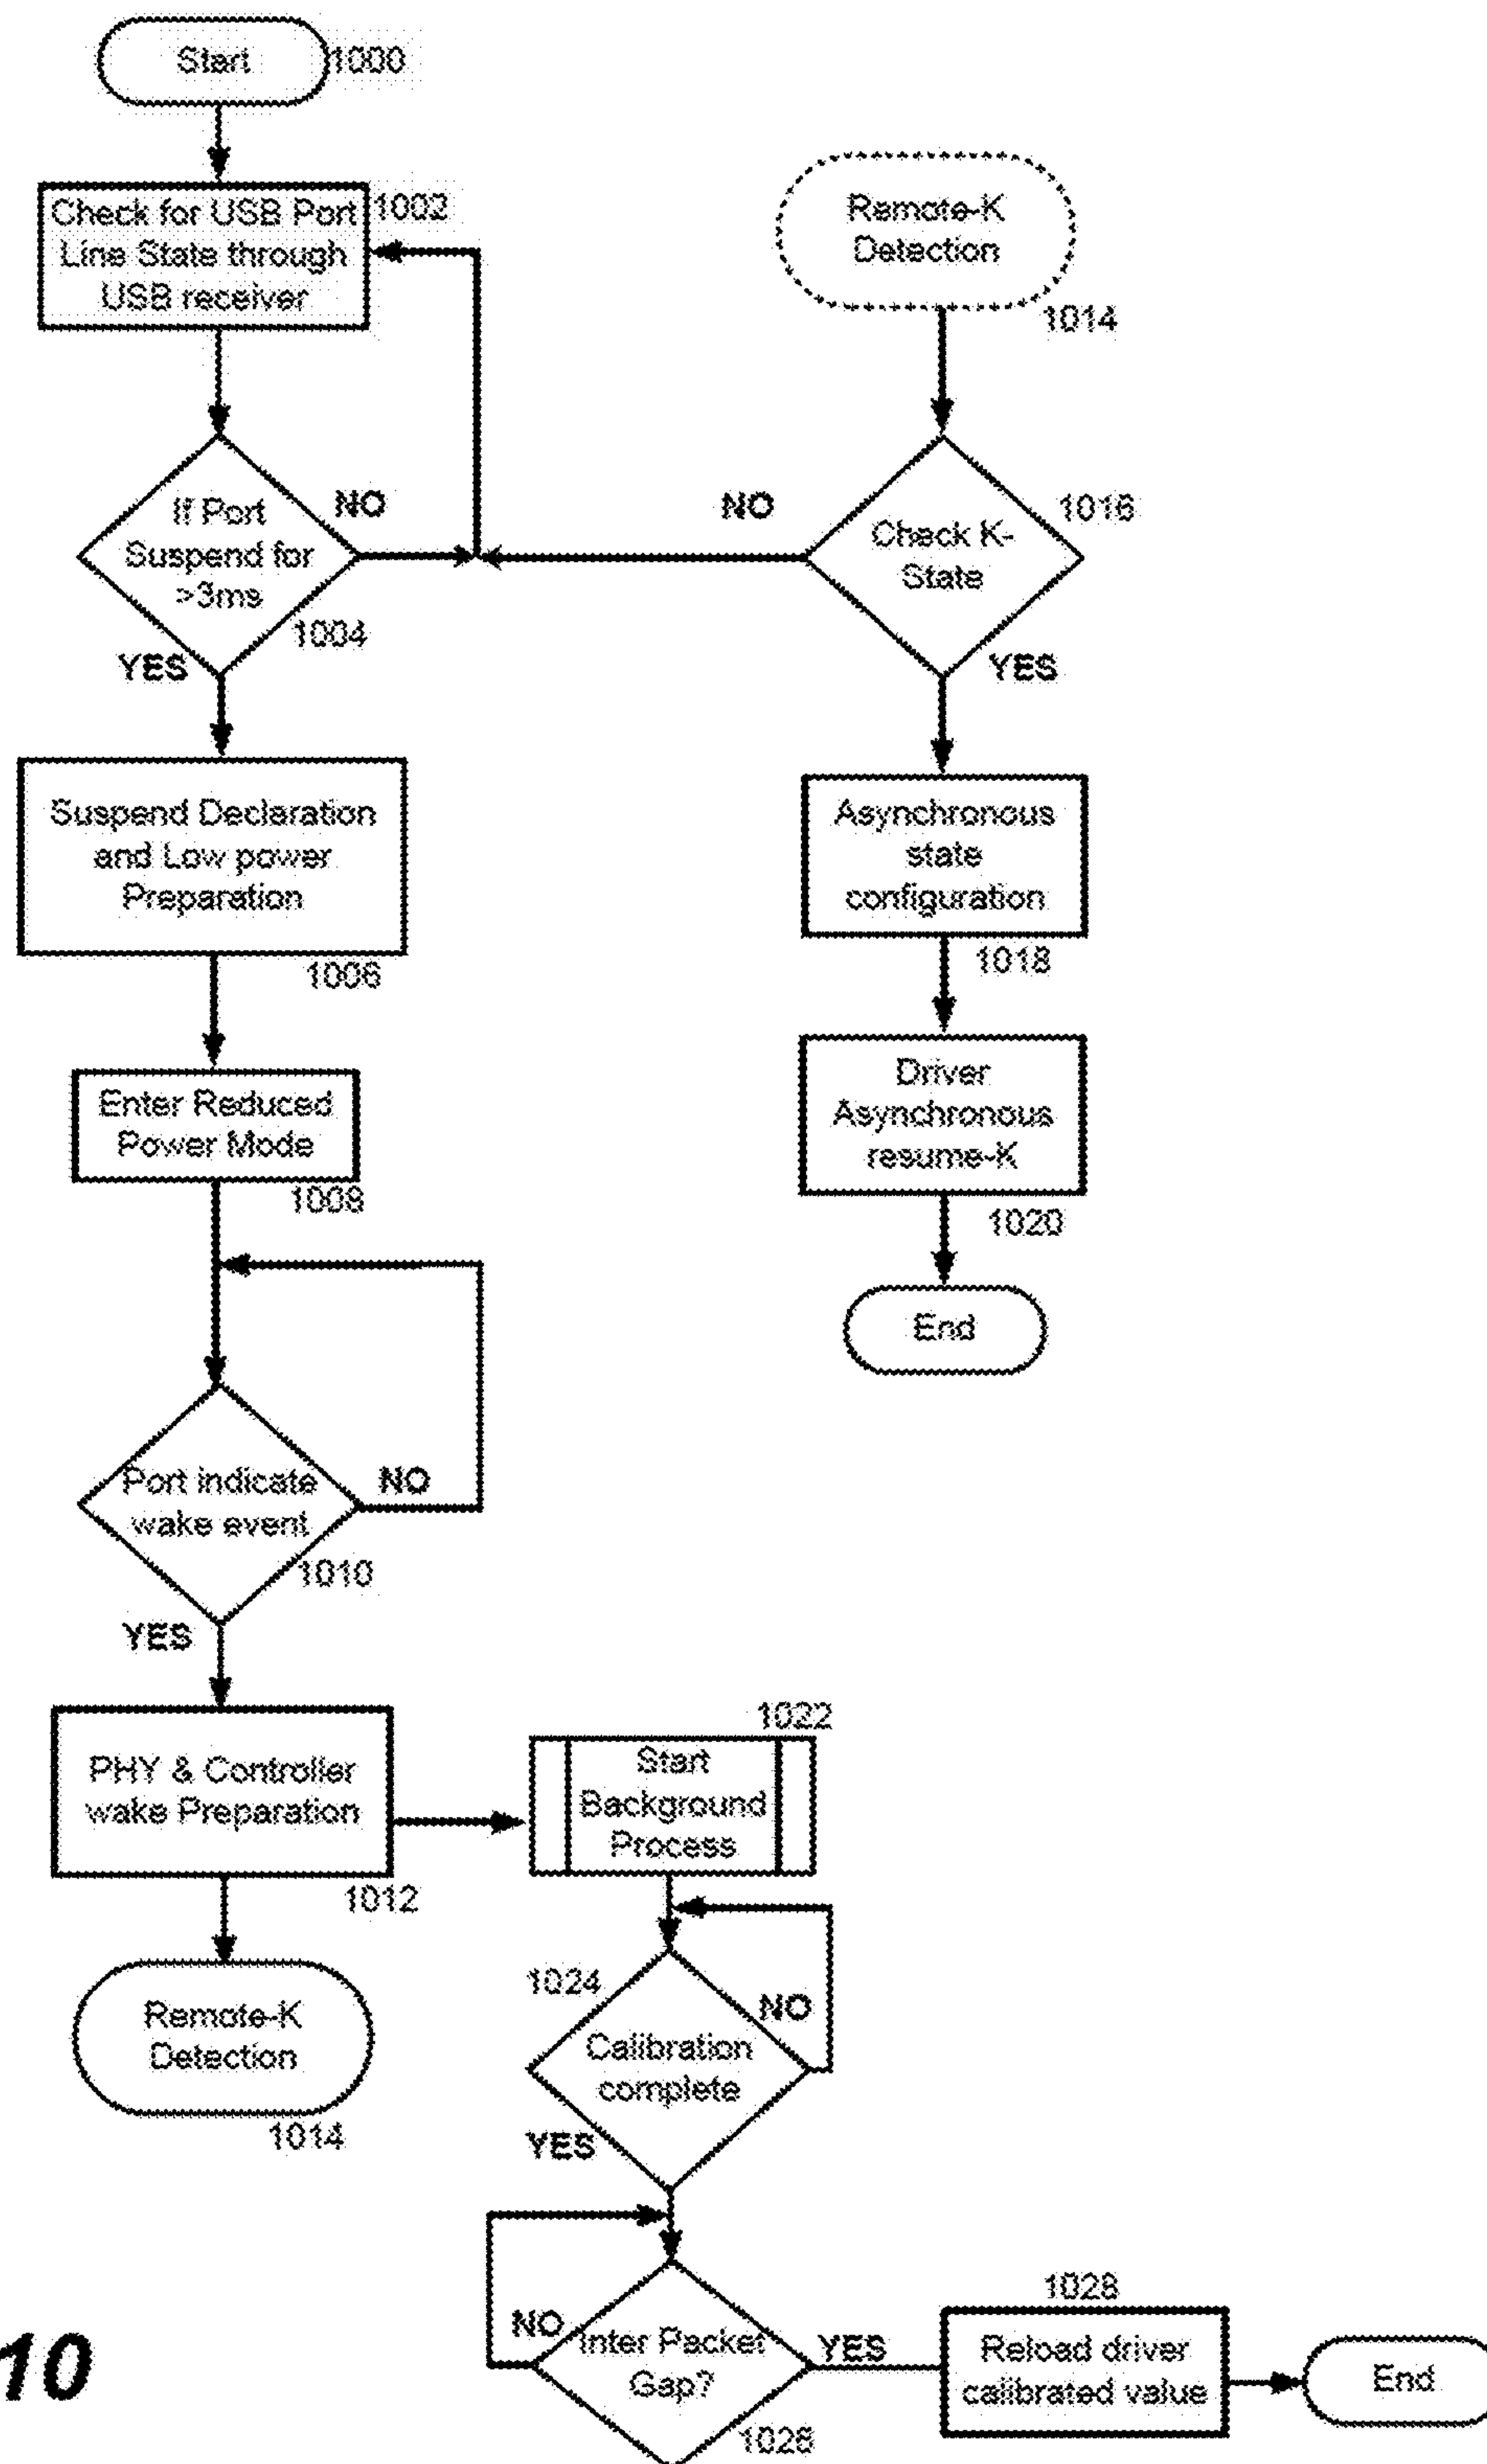 Start
1000
Check for USB Port
Line State through
USB receiver
1002
If Port
Suspend for
>3ms
NO
1004
YES
Suspend Declaration
and Low power
Preparation
1006
Enter Reduced
Power Mode
1008
Port indicate
wake event
NO
1010
YES
PHY & Controller
wake Preparation
1012
Remote-K
Detection
1014
Remote-K
Detection
1014
NO
Check K-
State
1016
YES
Asynchronous
state
configuration
1018
Driver
Asynchronous
resume-K
1020
End
1022
Start
Background
Process
1024
NO
Calibration
complete
YES
NO
Inter Packet
Gap?
YES
1026
1028
Reload driver
calibrated value
End
10